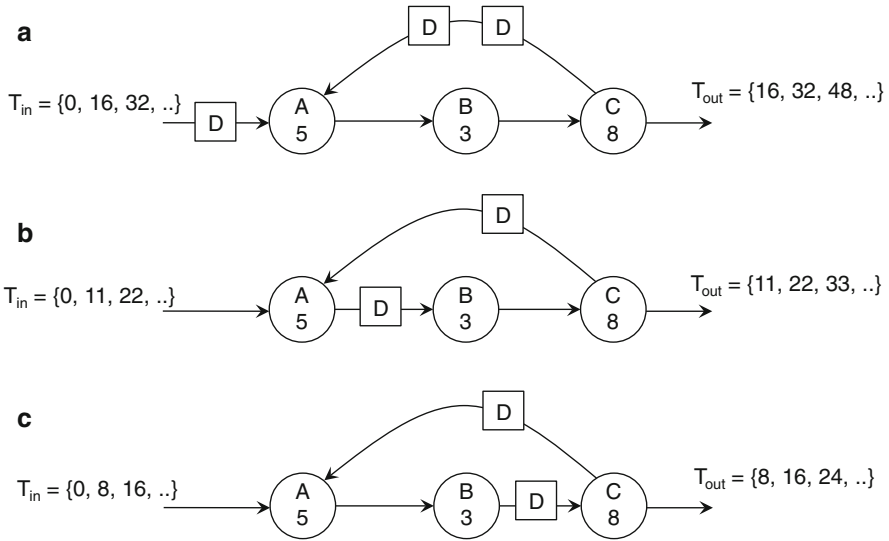 a
D D
T_in = {0, 16, 32, ..}
D
A
5
B
3
C
8
T_out = {16, 32, 48, ..}
b
D
T_in = {0, 11, 22, ..}
A
5
D
B
3
C
8
T_out = {11, 22, 33, ..}
c
D
T_in = {0, 8, 16, ..}
A
5
B
3
D
C
8
T_out = {8, 16, 24, ..}